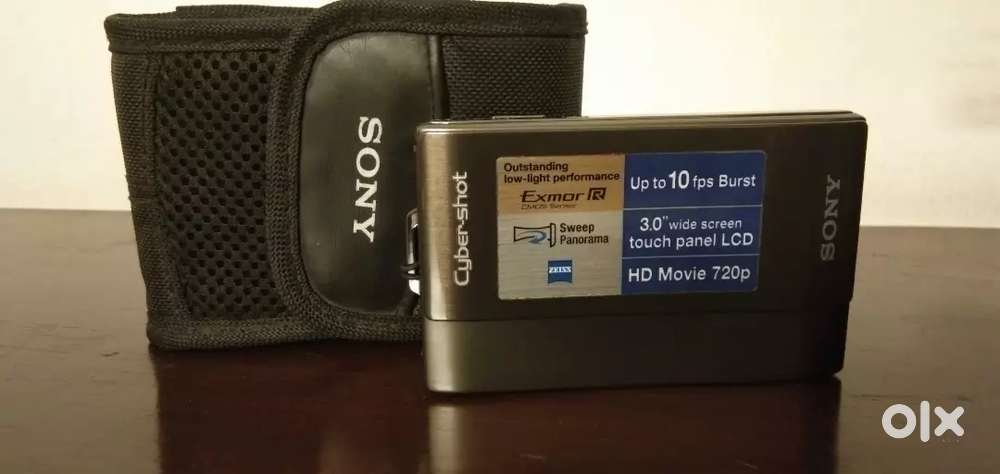 SONY
Cyber-shot
Outstanding
low-light performance
Exmor R
CMOS Sensor
Sweep
Panorama
ZEISS
Up to 10 fps Burst
3.0" wide screen
touch panel LCD
HD Movie 720p
SONY
olx